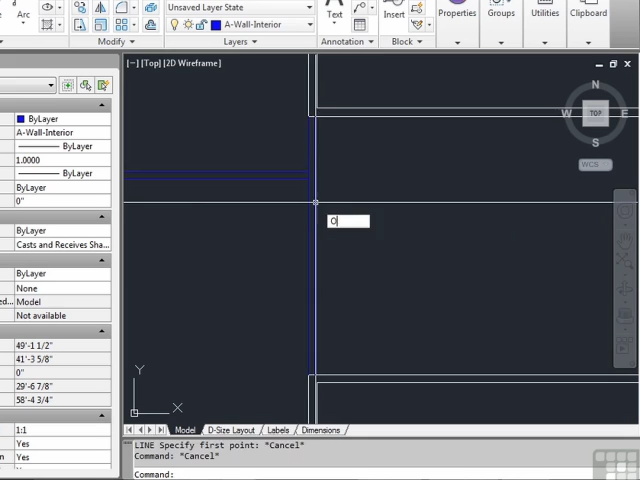 Arc
Text
Insert
Properties
Groups
Utilities
Clipboard
Unsaved Layer State
A-Wall-Interior
Modify
Layers
Annotation
Block
[−] [Top] [2D Wireframe]
N
W
TOP
E
S
WCS
ByLayer
A-Wall-Interior
ByLayer
1.0000
ByLayer
ByLayer
0"
ByLayer
Casts and Receives Sha...
ByLayer
None
Model
Not available
49'-1 1/2"
41'-3 5/8"
0"
29'-6 7/8"
58'-4 3/4"
1:1
Yes
Yes
Yes
O
Y
X
Model
D-Size Layout
Labels
Dimensions
LINE Specify first point: *Cancel*
Command: *Cancel*
Command: